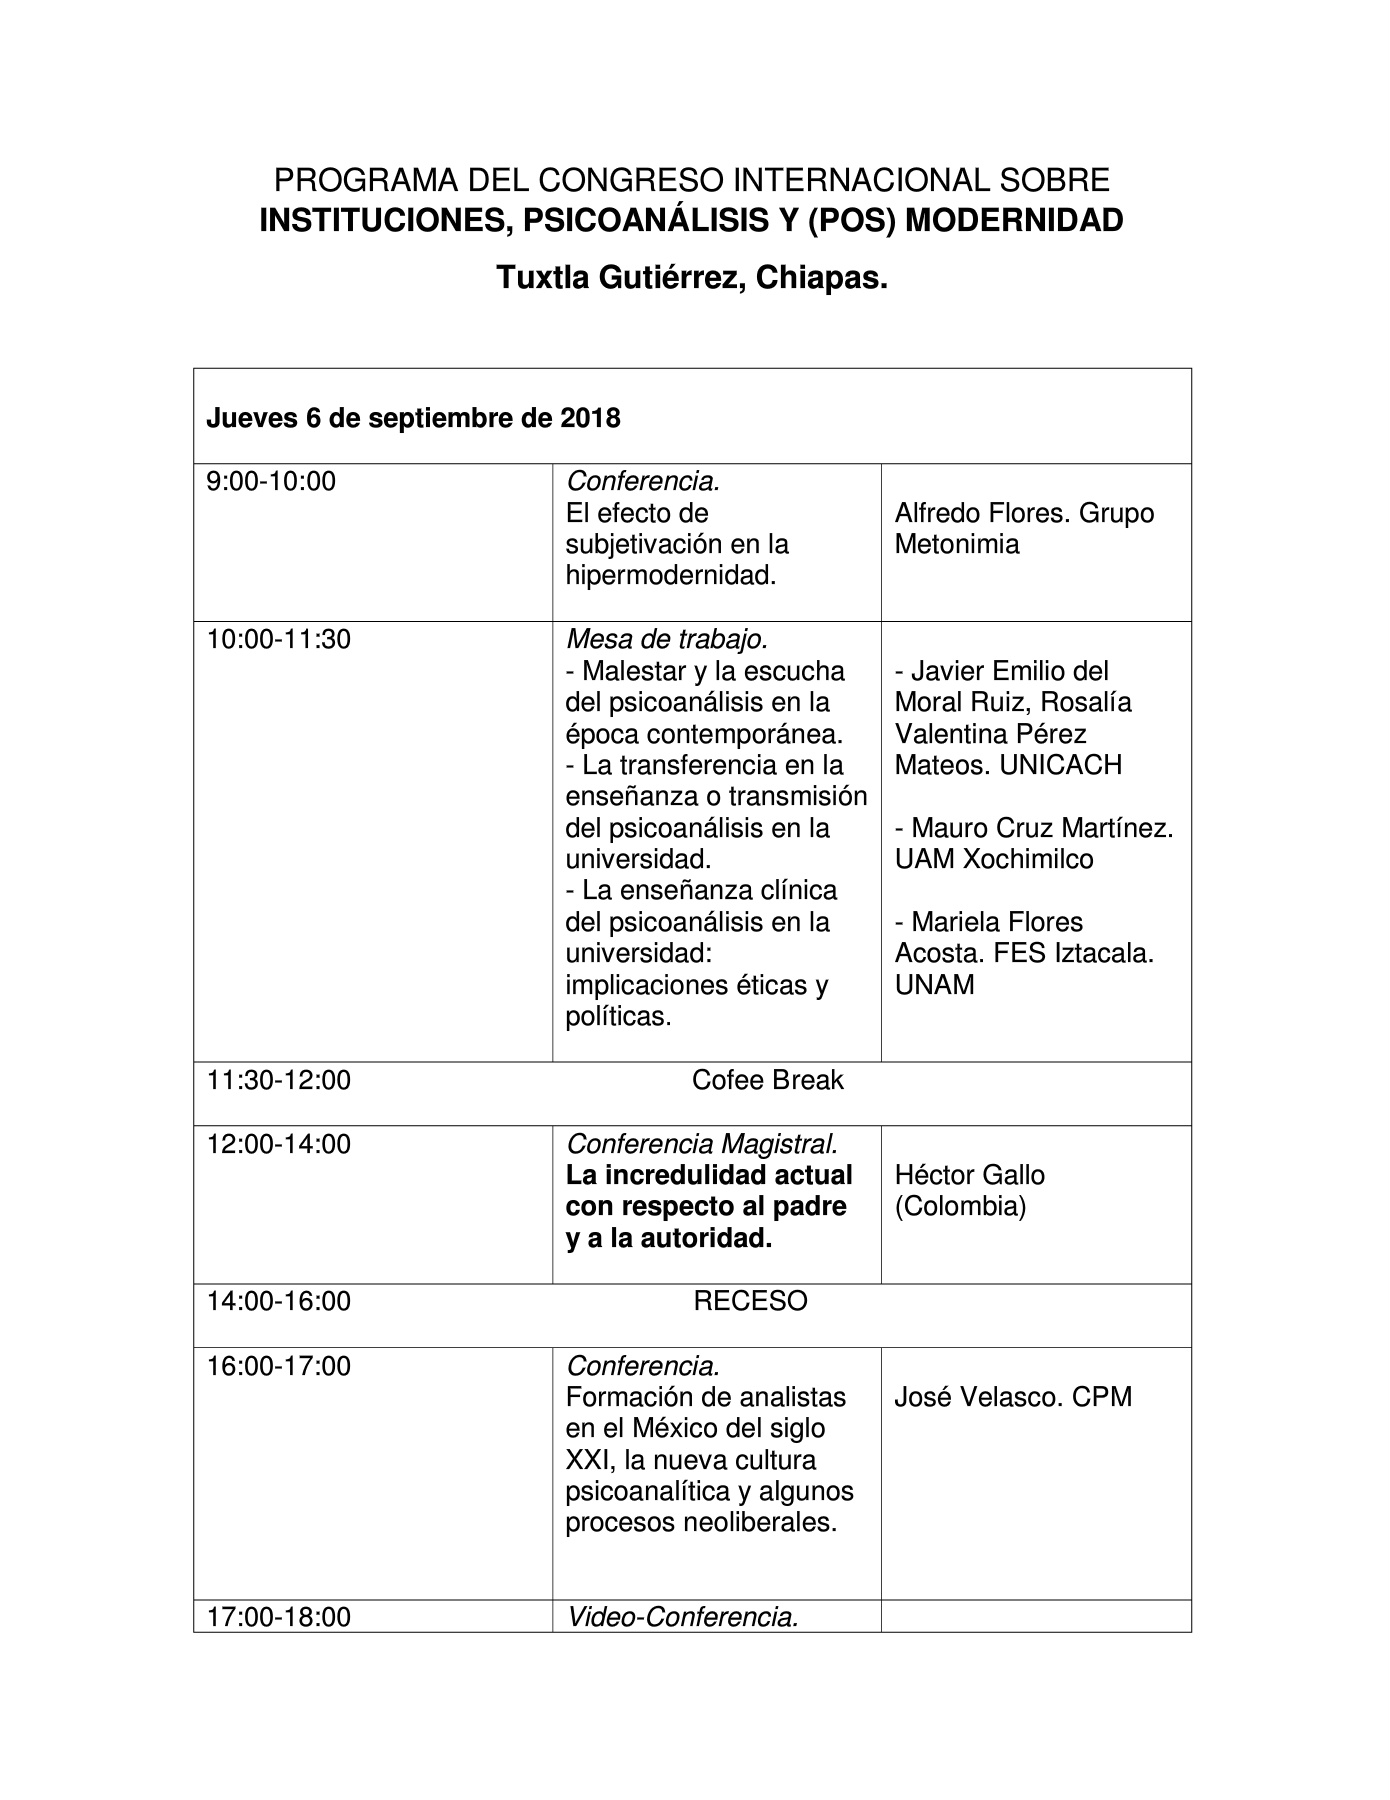 PROGRAMA DEL CONGRESO INTERNACIONAL SOBRE
INSTITUCIONES, PSICOANÁLISIS Y (POS) MODERNIDAD
Tuxtla Gutiérrez, Chiapas.
Jueves 6 de septiembre de 2018
9:00-10:00
Conferencia.
El efecto de
subjetivación en la
hipermodernidad.
Alfredo Flores. Grupo
Metonimia
10:00-11:30
Mesa de trabajo.
- Malestar y la escucha
del psicoanálisis en la
época contemporánea.
- La transferencia en la
enseñanza o transmisión
del psicoanálisis en la
universidad.
- La enseñanza clínica
del psicoanálisis en la
universidad:
implicaciones éticas y
políticas.
- Javier Emilio del
Moral Ruiz, Rosalía
Valentina Pérez
Mateos. UNICACH
- Mauro Cruz Martínez.
UAM Xochimilco
- Mariela Flores
Acosta. FES Iztacala.
UNAM
11:30-12:00 Cofee Break
12:00-14:00
Conferencia Magistral.
La incredulidad actual
con respecto al padre
y a la autoridad.
Héctor Gallo
(Colombia)
14:00-16:00 RECESO
16:00-17:00
Conferencia.
Formación de analistas
en el México del siglo
XXI, la nueva cultura
psicoanalítica y algunos
procesos neoliberales.
José Velasco. CPM
17:00-18:00
Video-Conferencia.